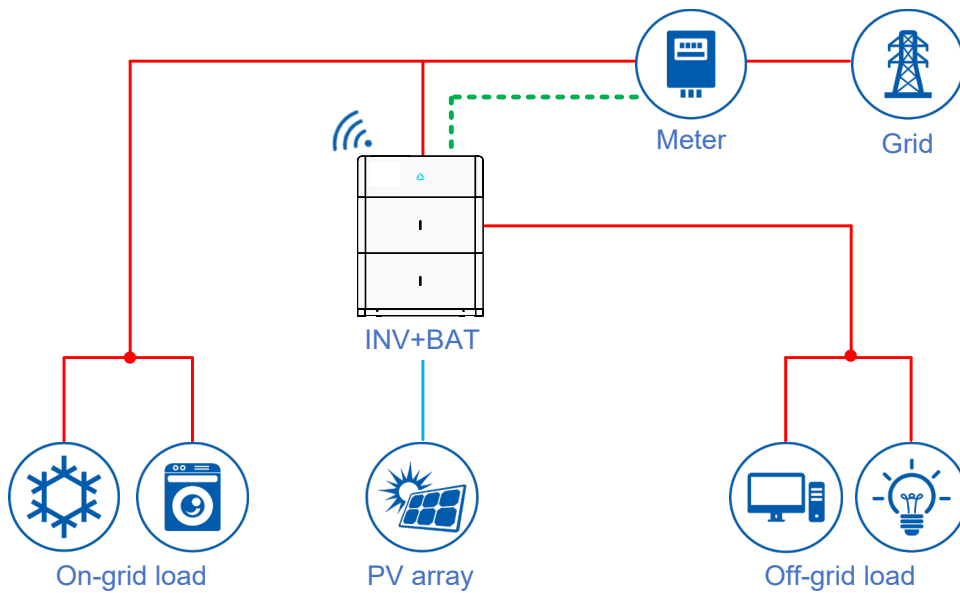 Meter
Grid
INV+BAT
On-grid load
PV array
Off-grid load